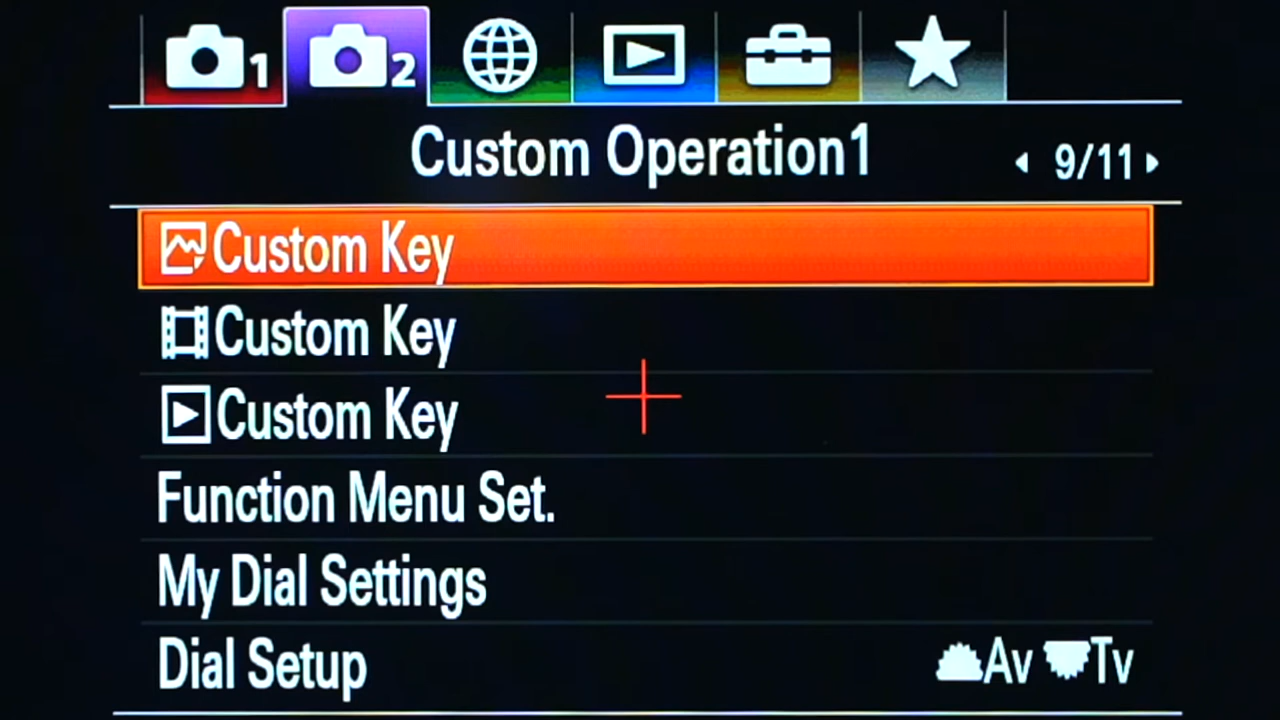 1 2
Custom Operation1 9/11
Custom Key
Custom Key
Custom Key
Function Menu Set.
My Dial Settings
Dial Setup Av Tv